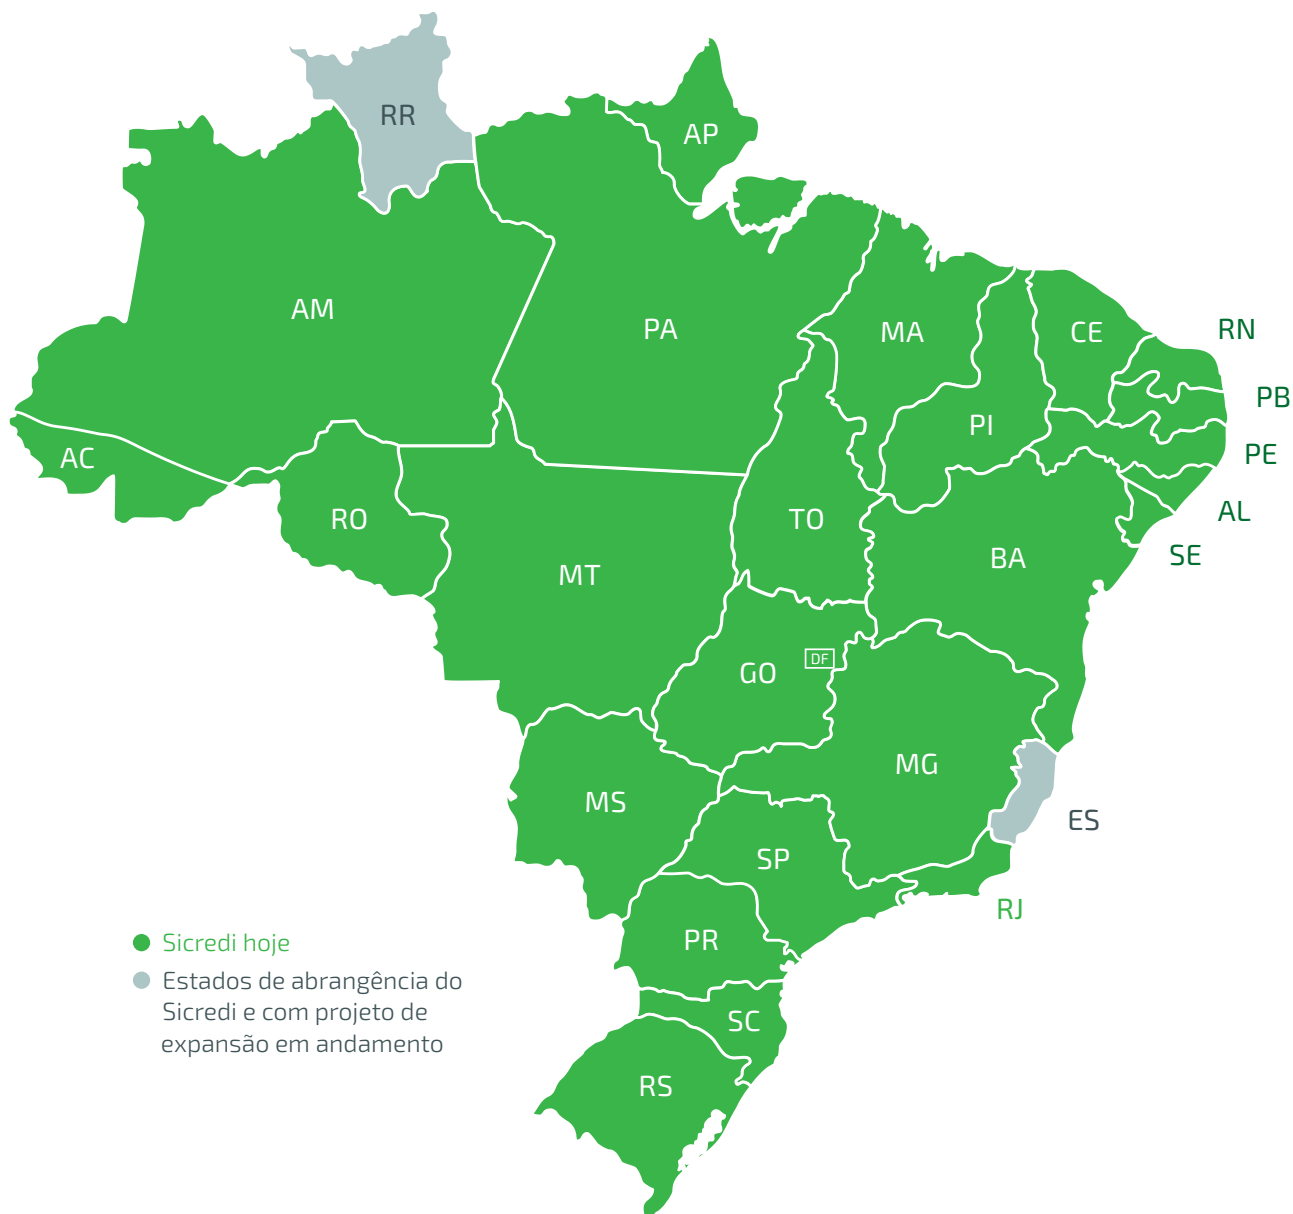 RR
AP
AM
PA
MA
CE
RN
PB
PI
PE
AC
AL
RO
TO
SE
BA
MT
DF
GO
MG
MS
ES
SP
RJ
PR
Sicredi hoje
Estados de abrangência do
Sicredi e com projeto de
expansão em andamento
SC
RS